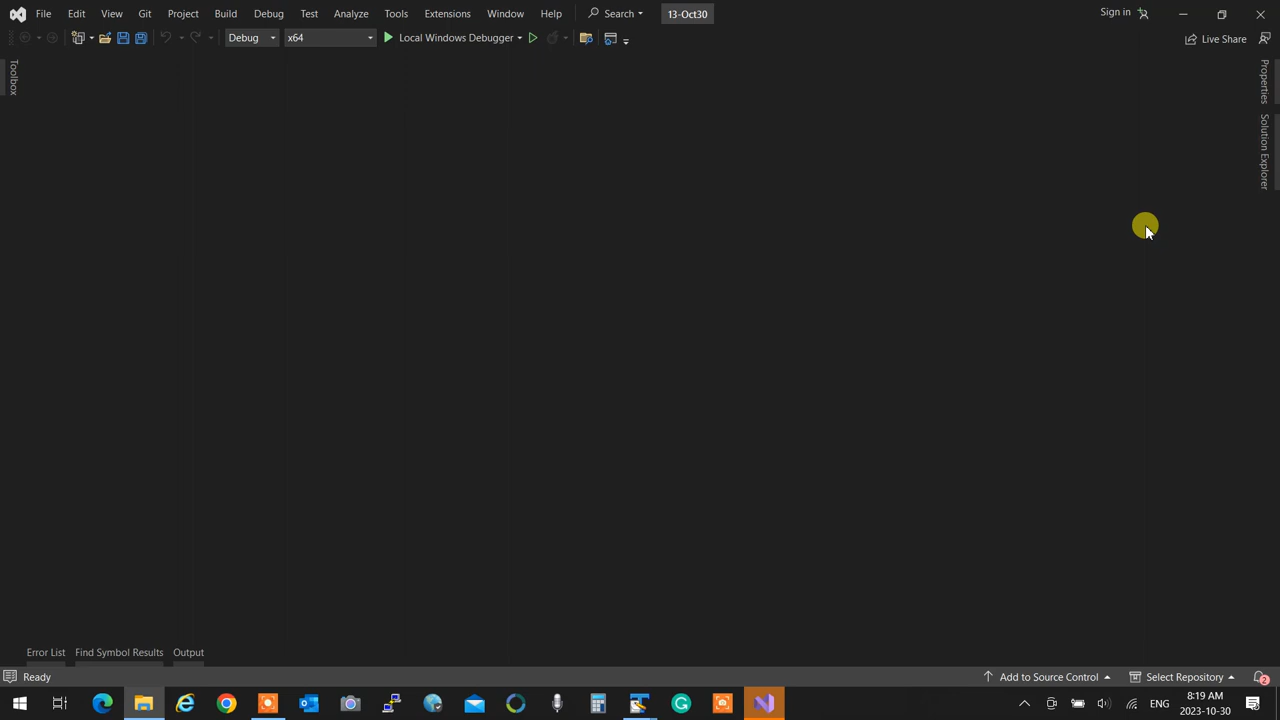 File Edit View Git Project Build Debug Test Analyze Tools Extensions Window Help Search 13-Oct30 Sign in
Debug x64 Local Windows Debugger Live Share
Toolbox
Properties
Solution Explorer
Error List Find Symbol Results Output
Ready Add to Source Control Select Repository 2
ENG 8:19 AM
2023-10-30 2